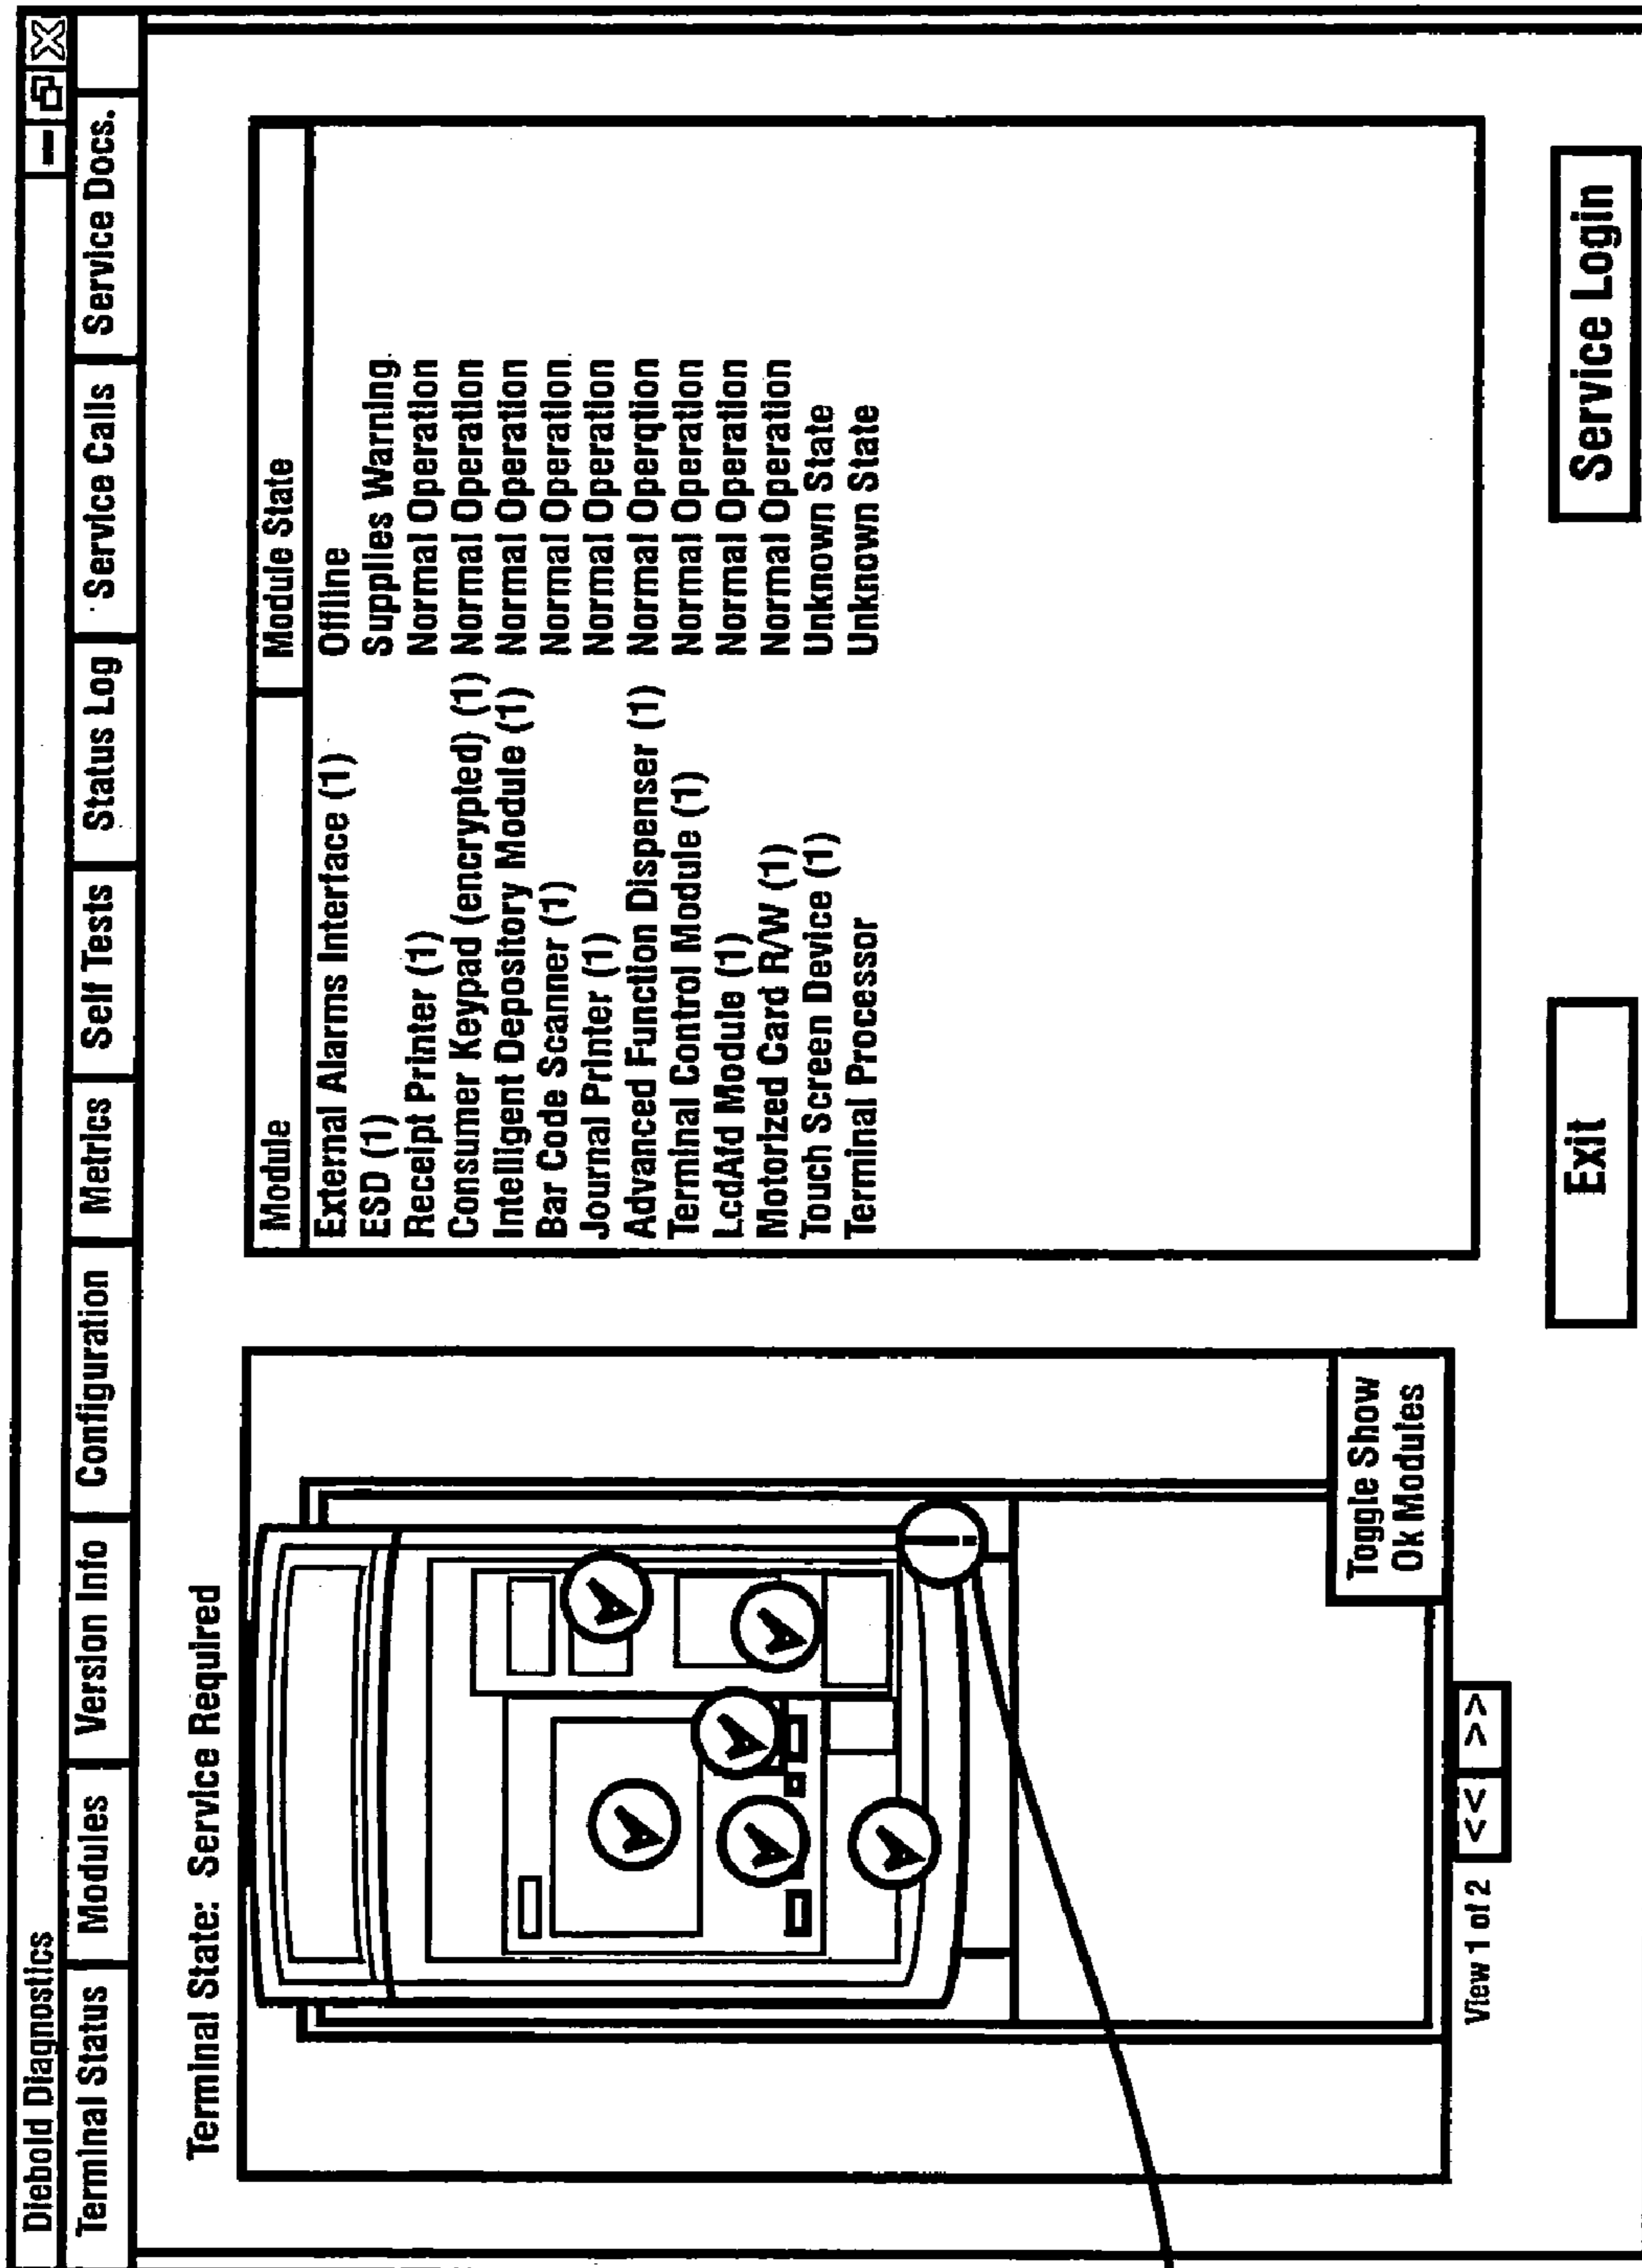 Diebold Diagnostics
Terminal Status Modules Version Info Configuration Metrics Self Tests Status Log Service Calls Service Docs.
Terminal State: Service Required
Module Module State
External Alarms Interface (1) Offline
ESD (1) Supplies Warning
Receipt Printer (1) Normal Operation
Consumer Keypad (encrypted) (1) Normal Operation
Intelligent Depository Module (1) Normal Operation
Bar Code Scanner (1) Normal Operation
Journal Printer (1) Normal Operation
Advanced Function Dispenser (1) Normal Operqtion
Terminal Control Module (1) Normal Operation
LcdAfd Module (1) Normal Operation
Motorized Card R/W (1) Normal Operation
Touch Screen Device (1) Unknown State
Terminal Processor Unknown State
Toggle Show
Ok Modules
View 1 of 2 << >>
Exit Service Login